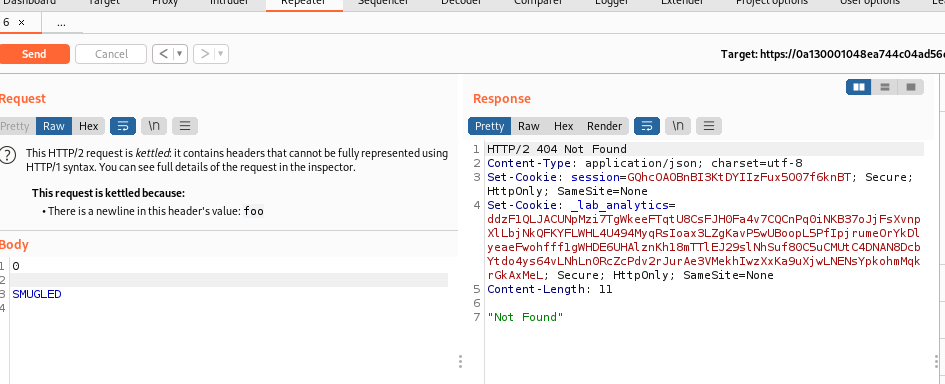 Dashboard Target Proxy Intruder Repeater Sequencer Decoder Comparer Logger Extender Project options User options
6 × ...
Send Cancel < ▾ > ▾ Target: https://0a130001048ea744c04ad56
Request
Pretty Raw Hex \n
This HTTP/2 request is kettled: it contains headers that cannot be fully represented using
HTTP/1 syntax. You can see full details of the request in the inspector.
This request is kettled because:
• There is a newline in this header's value: foo
Body
1 0
2
3 SMUGLED
4
Response
Pretty Raw Hex Render \n
1 HTTP/2 404 Not Found
2 Content-Type: application/json; charset=utf-8
3 Set-Cookie: session=GQhcOAOBnBI3KtDYIIzFux5OO7f6knBT; Secure;
HttpOnly; SameSite=None
4 Set-Cookie: _lab_analytics=
ddzF1QLJACUNpMzi7TgWkeeFTqtU8CsFJHOFa4v7CQCnPq0iNKB37oJjFsXvnp
XlLbjNkQFKYFLWHL4U494MyqRsIoax3LZgKavP5wUBoopL5PfIpjrumeOrYkDl
yeaeFwohfff1gWHDE6UHAlznKh18mTTlEJ29slNhSuf80C5uCMUtC4DNAN8Dcb
Ytdo4ys64vLNhLnORcZcPdv2rJurAe3VMekhIwzXxKa9uXjwLNENsYpkohmMqk
rGkAxMeL; Secure; HttpOnly; SameSite=None
5 Content-Length: 11
6
7 "Not Found"